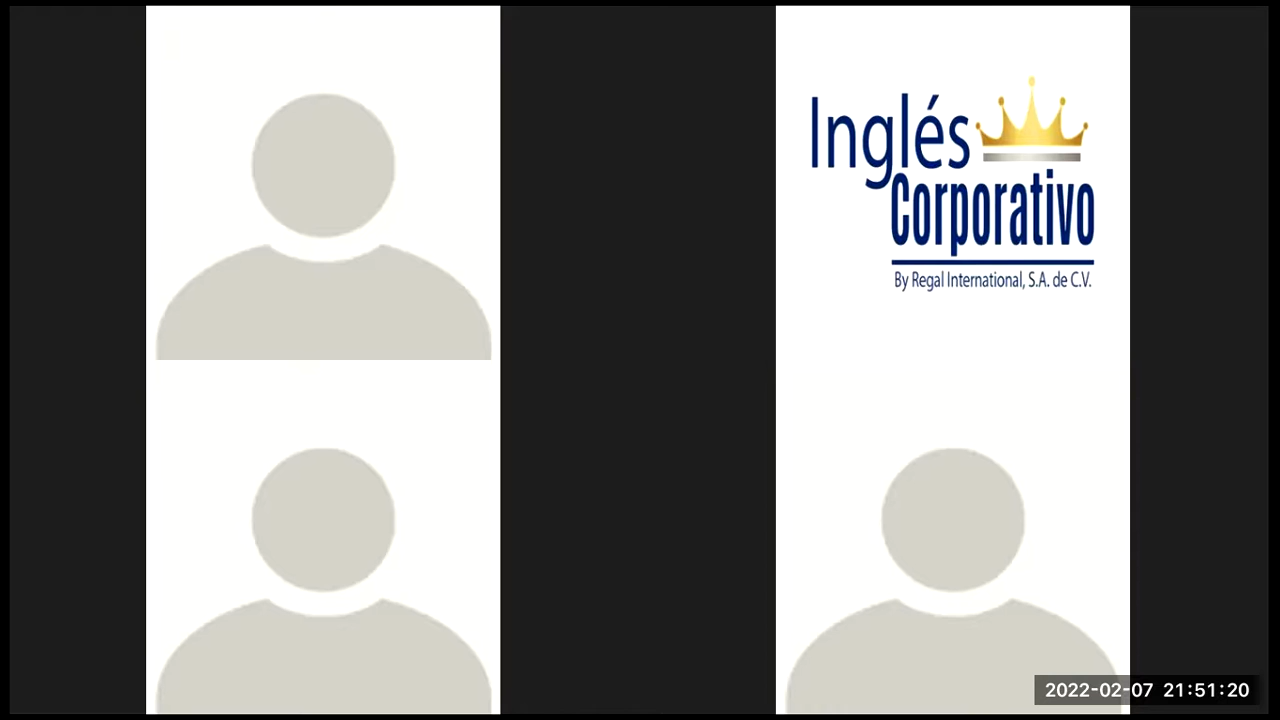 Inglés
Corporativo
By Regal International, S.A. de C.V.
2022-02-07 21:51:20